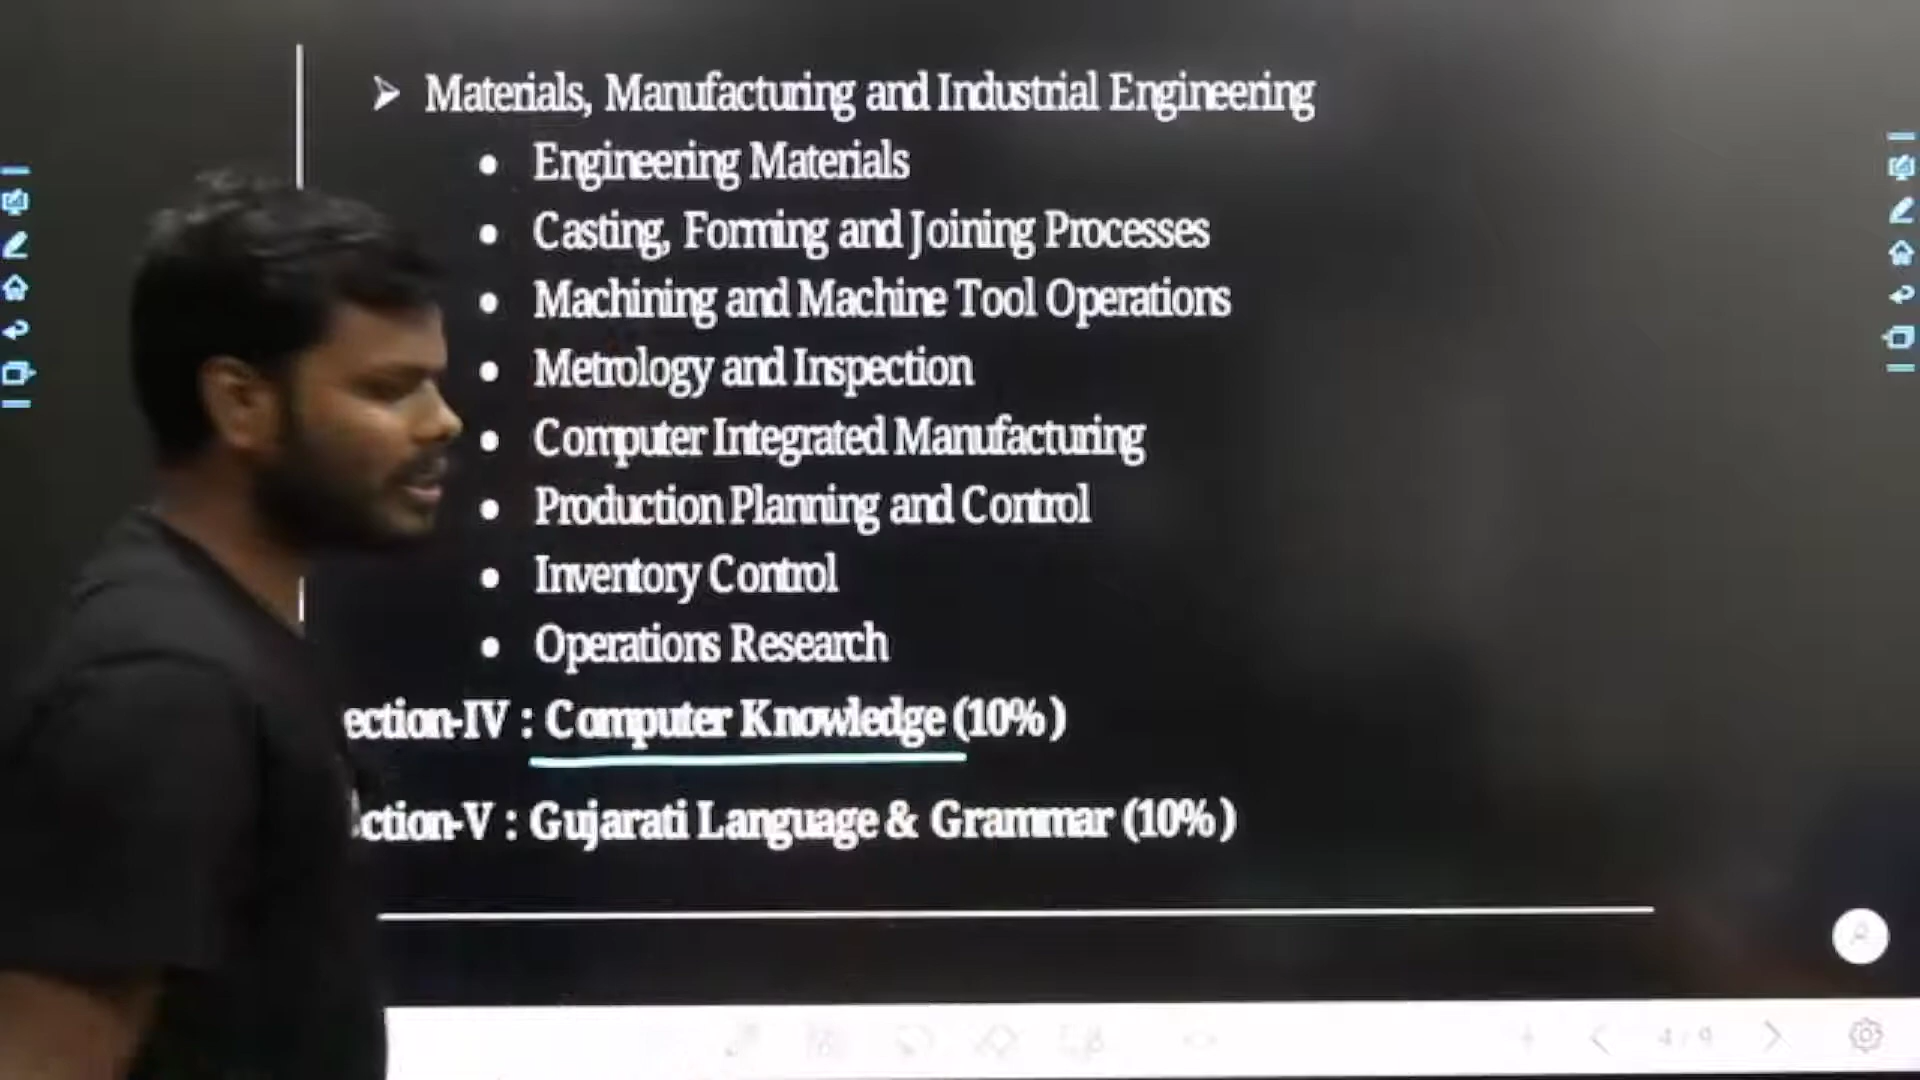 ➤ Materials, Manufacturing and Industrial Engineering
• Engineering Materials
• Casting, Forming and Joining Processes
• Machining and Machine Tool Operations
• Metrology and Inspection
• Computer Integrated Manufacturing
• Production Planning and Control
• Inventory Control
• Operations Research
ection-IV : Computer Knowledge (10%)
ction-V : Gujarati Language & Grammar (10%)
4 / 9